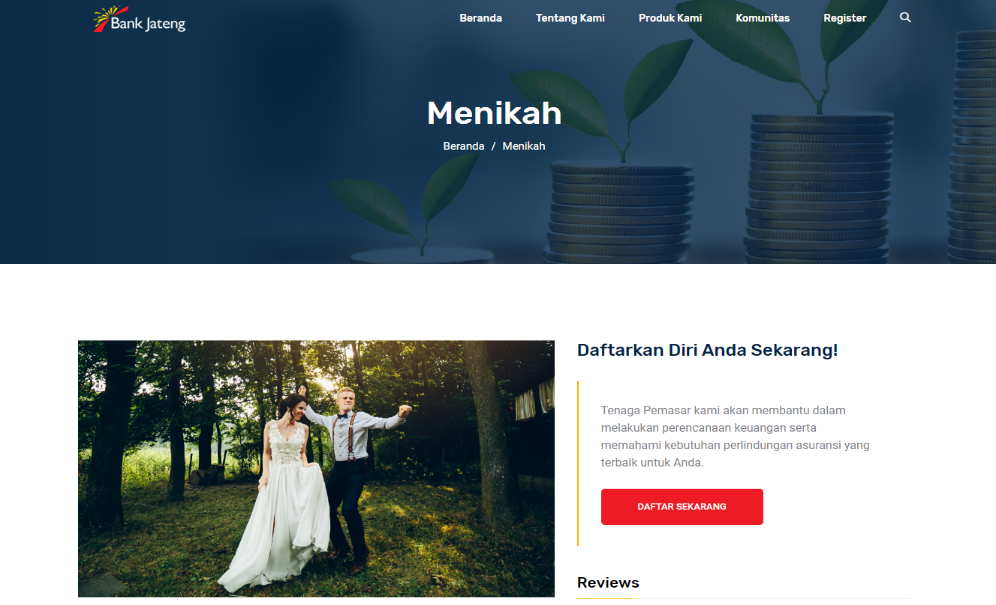 Bank Jateng
Beranda Tentang Kami Produk Kami Komunitas Register
Menikah
Beranda / Menikah
Daftarkan Diri Anda Sekarang!
Tenaga Pemasar kami akan membantu dalam
melakukan perencanaan keuangan serta
memahami kebutuhan perlindungan asuransi yang
terbaik untuk Anda.
DAFTAR SEKARANG
Reviews